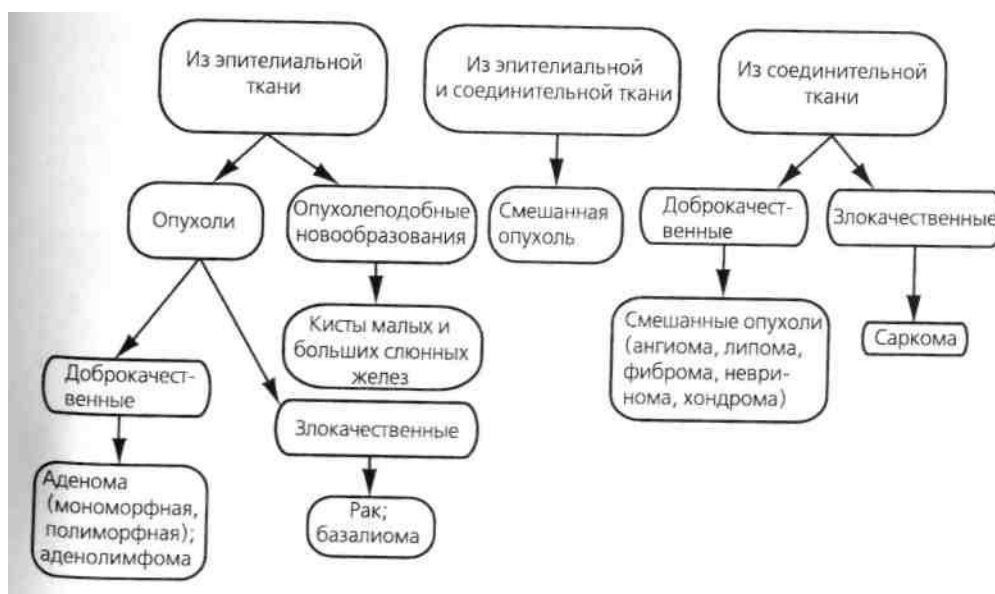 Из эпителиальной
ткани
Из эпителиальной
и соединительной ткани
Из соединительной
ткани
Опухоли
Опухолеподобные
новообразования
Смешанная
опухоль
Доброкачест-
венные
Злокачественные
Кисты малых и
больших слюнных
желез
Смешанные опухоли
(ангиома, липома,
фиброма, неври-
нома, хондрома)
Саркома
Доброкачест-
венные
Злокачественные
Аденома
(мономорфная,
полиморфная);
аденолимфома
Рак;
базалиома